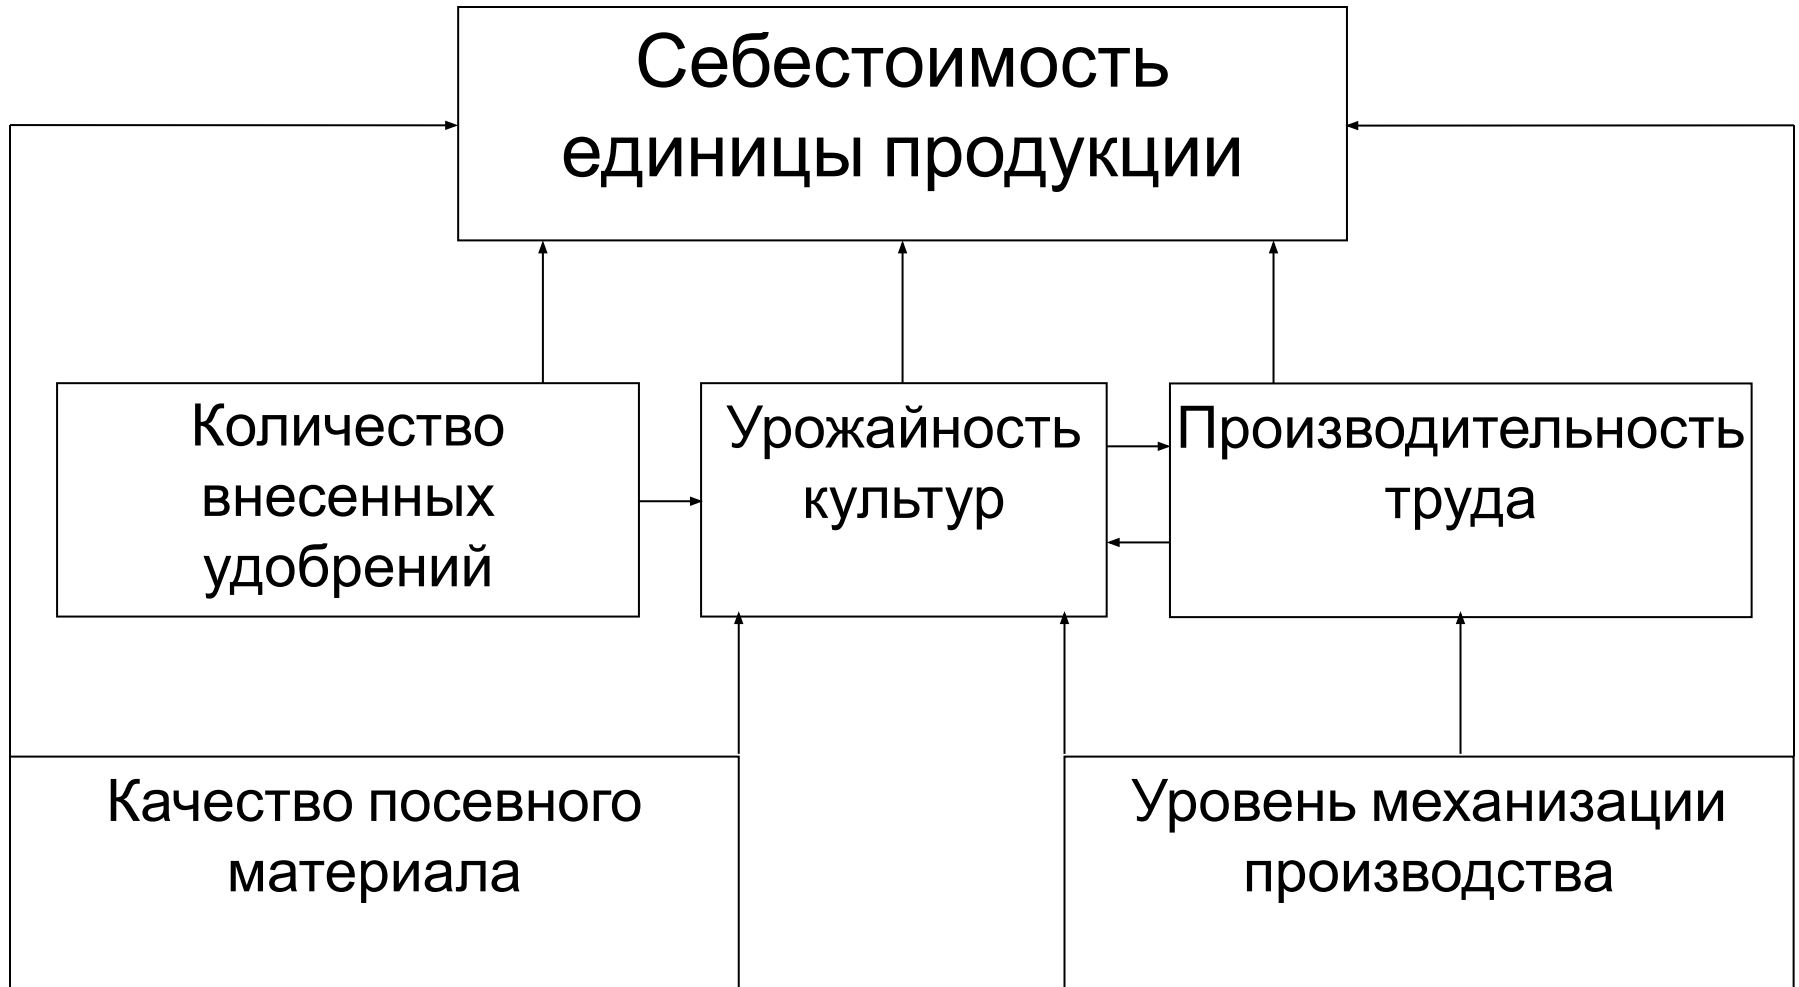 Себестоимость
единицы продукции
Количество
внесенных
удобрений
Урожайность
культур
Производительность
труда
Качество посевного
материала
Уровень механизации
производства